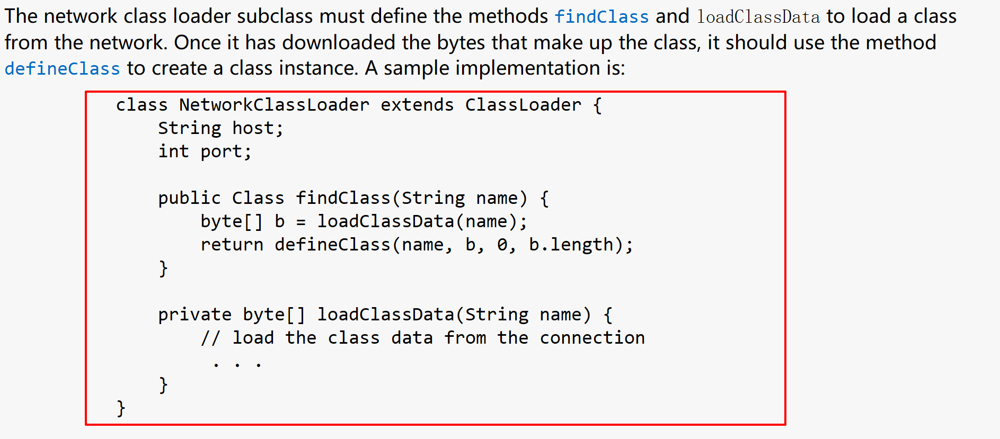 The network class loader subclass must define the methods findClass and loadClassData to load a class
from the network. Once it has downloaded the bytes that make up the class, it should use the method
defineClass to create a class instance. A sample implementation is:
class NetworkClassLoader extends ClassLoader {
    String host;
    int port;

    public Class findClass(String name) {
        byte[] b = loadClassData(name);
        return defineClass(name, b, 0, b.length);
    }

    private byte[] loadClassData(String name) {
        // load the class data from the connection
         . . .
    }
}